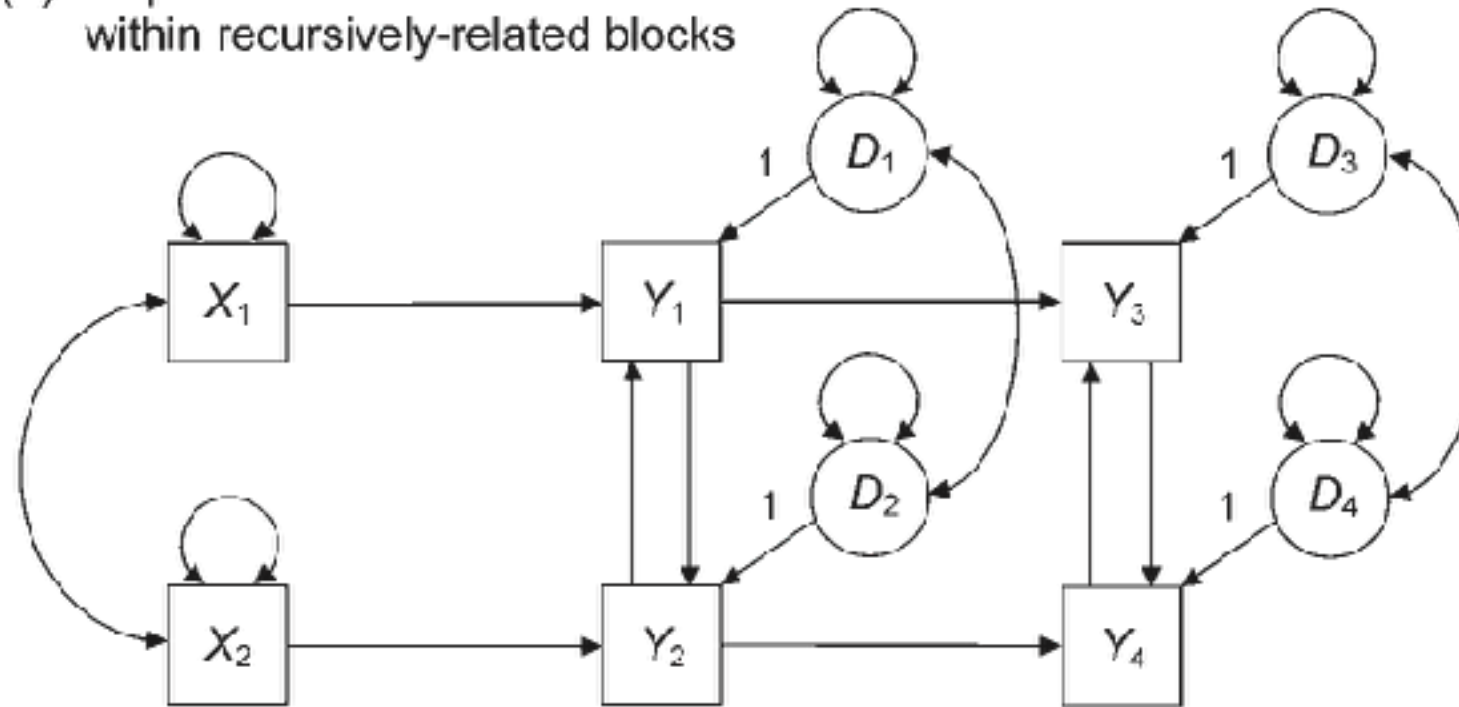 within recursively-related blocks
D₁
1
D₃
1
X₁
Y₁
Y₃
D₂
1
D₄
1
X₂
Y₂
Y₄